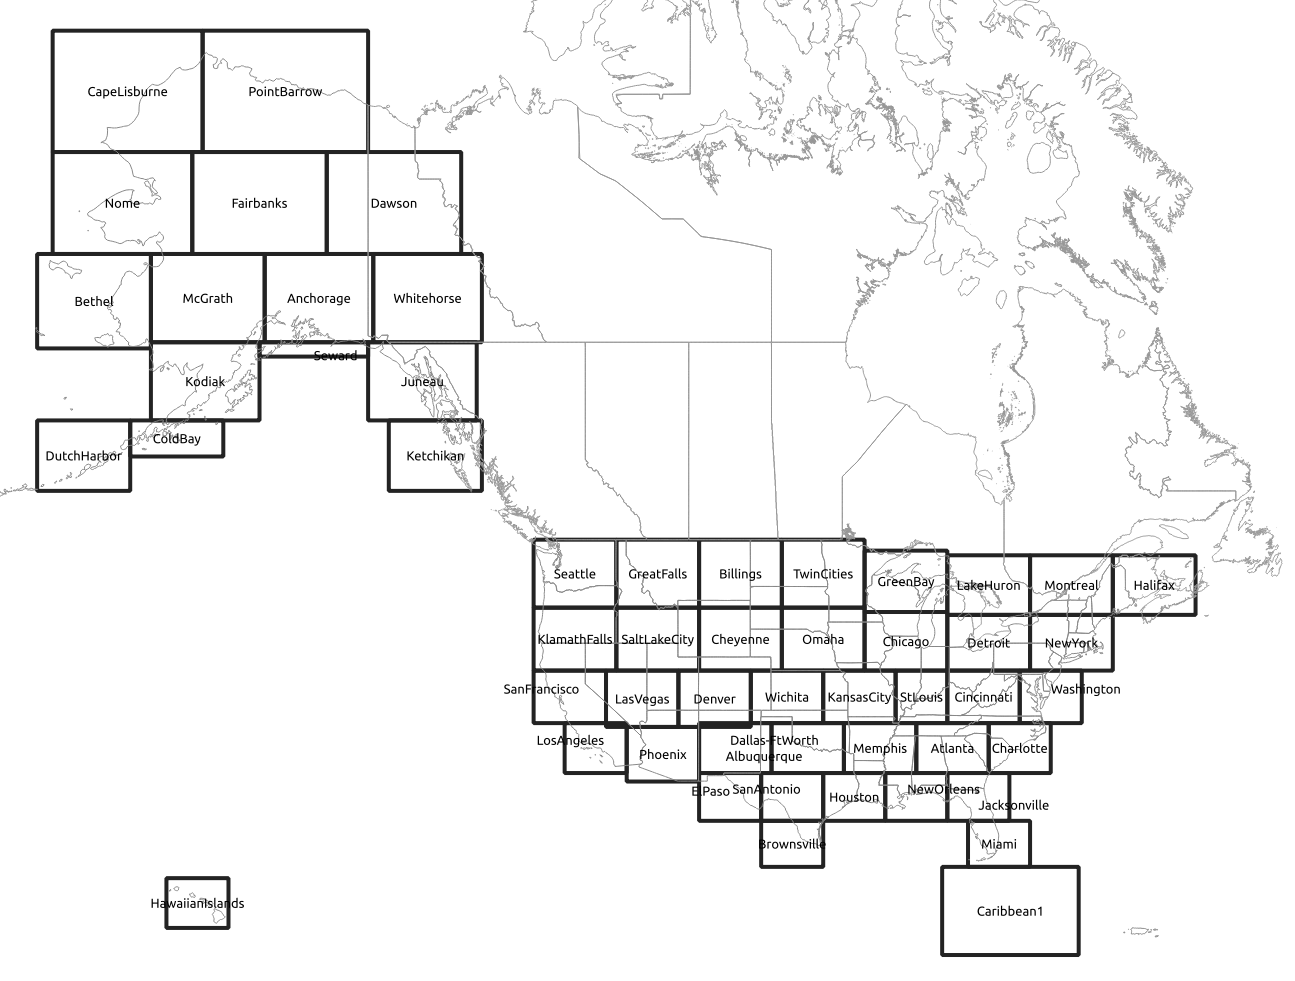 CapeLisburne
PointBarrow
Nome
Fairbanks
Dawson
Bethel
McGrath
Anchorage
Whitehorse
Seward
Kodiak
Juneau
ColdBay
DutchHarbor
Ketchikan
Seattle
GreatFalls
Billings
TwinCities
GreenBay
LakeHuron
Montreal
Halifax
KlamathFalls
SaltLakeCity
Cheyenne
Omaha
Chicago
Detroit
NewYork
SanFrancisco
LasVegas
Denver
Wichita
KansasCity
StLouis
Cincinnati
Washington
LosAngeles
Phoenix
Dallas-FtWorth
Albuquerque
Memphis
Atlanta
Charlotte
ElPaso
SanAntonio
Houston
NewOrleans
Jacksonville
Brownsville
Miami
HawaiianIslands
Caribbean1